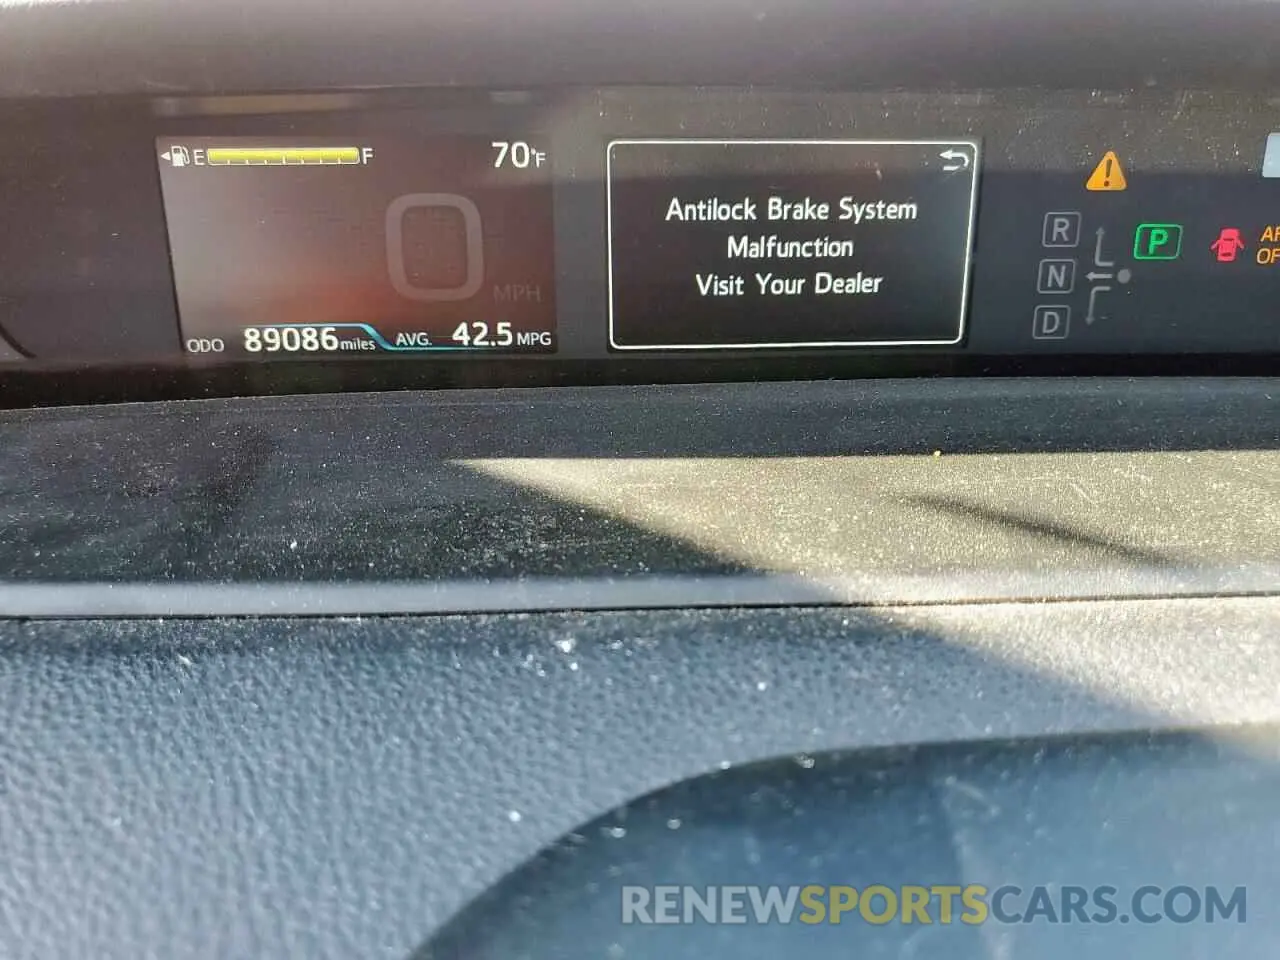 E F 70°F
0
MPH
ODO 89086 miles AVG. 42.5 MPG
Antilock Brake System
Malfunction
Visit Your Dealer
R
N
D
P
OF
RENEWSPORTSCARS.COM